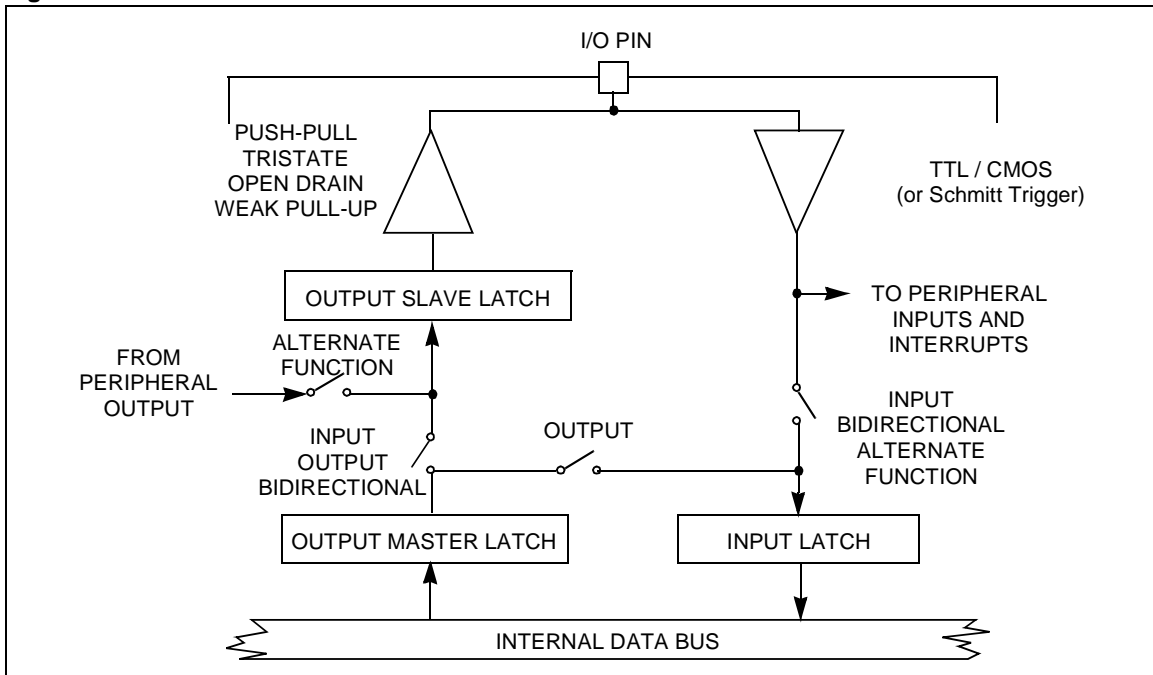 I/O PIN
PUSH-PULL
TRISTATE
OPEN DRAIN
WEAK PULL-UP
TTL / CMOS
(or Schmitt Trigger)
OUTPUT SLAVE LATCH
TO PERIPHERAL
INPUTS AND
INTERRUPTS
ALTERNATE
FUNCTION
FROM
PERIPHERAL
OUTPUT
INPUT
OUTPUT
BIDIRECTIONAL
OUTPUT
INPUT
BIDIRECTIONAL
ALTERNATE
FUNCTION
OUTPUT MASTER LATCH
INPUT LATCH
INTERNAL DATA BUS